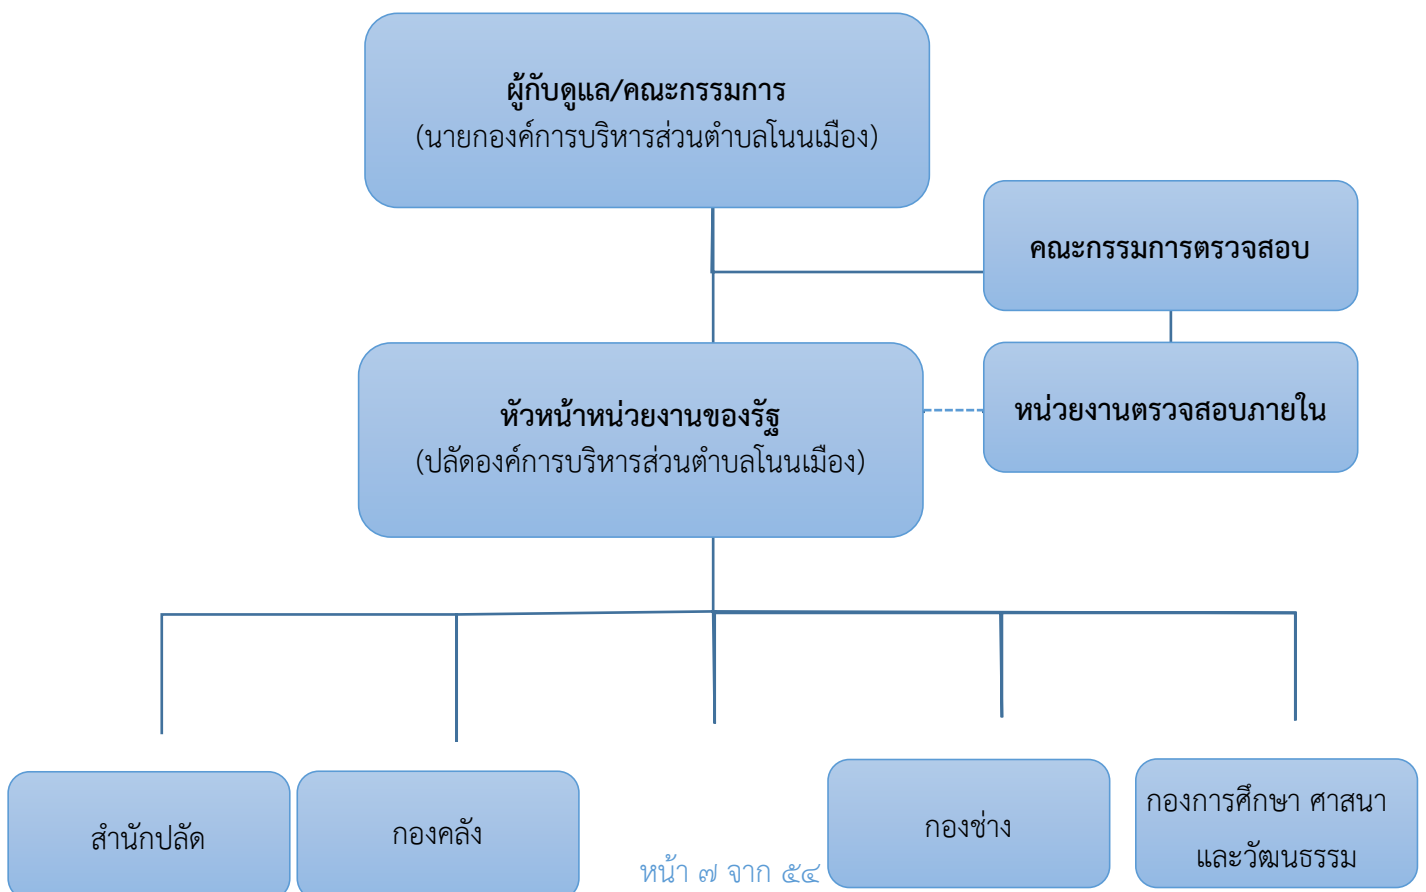 ผู้กับดูแล/คณะกรรมการ
(นายกองค์การบริหารส่วนตำบลโนนเมือง)
คณะกรรมการตรวจสอบ
หัวหน้าหน่วยงานของรัฐ
(ปลัดองค์การบริหารส่วนตำบลโนนเมือง)
หน่วยงานตรวจสอบภายใน
สำนักปลัด
กองคลัง
กองช่าง
กองการศึกษา ศาสนา
และวัฒนธรรม
หน้า ๗ จาก ๕๔